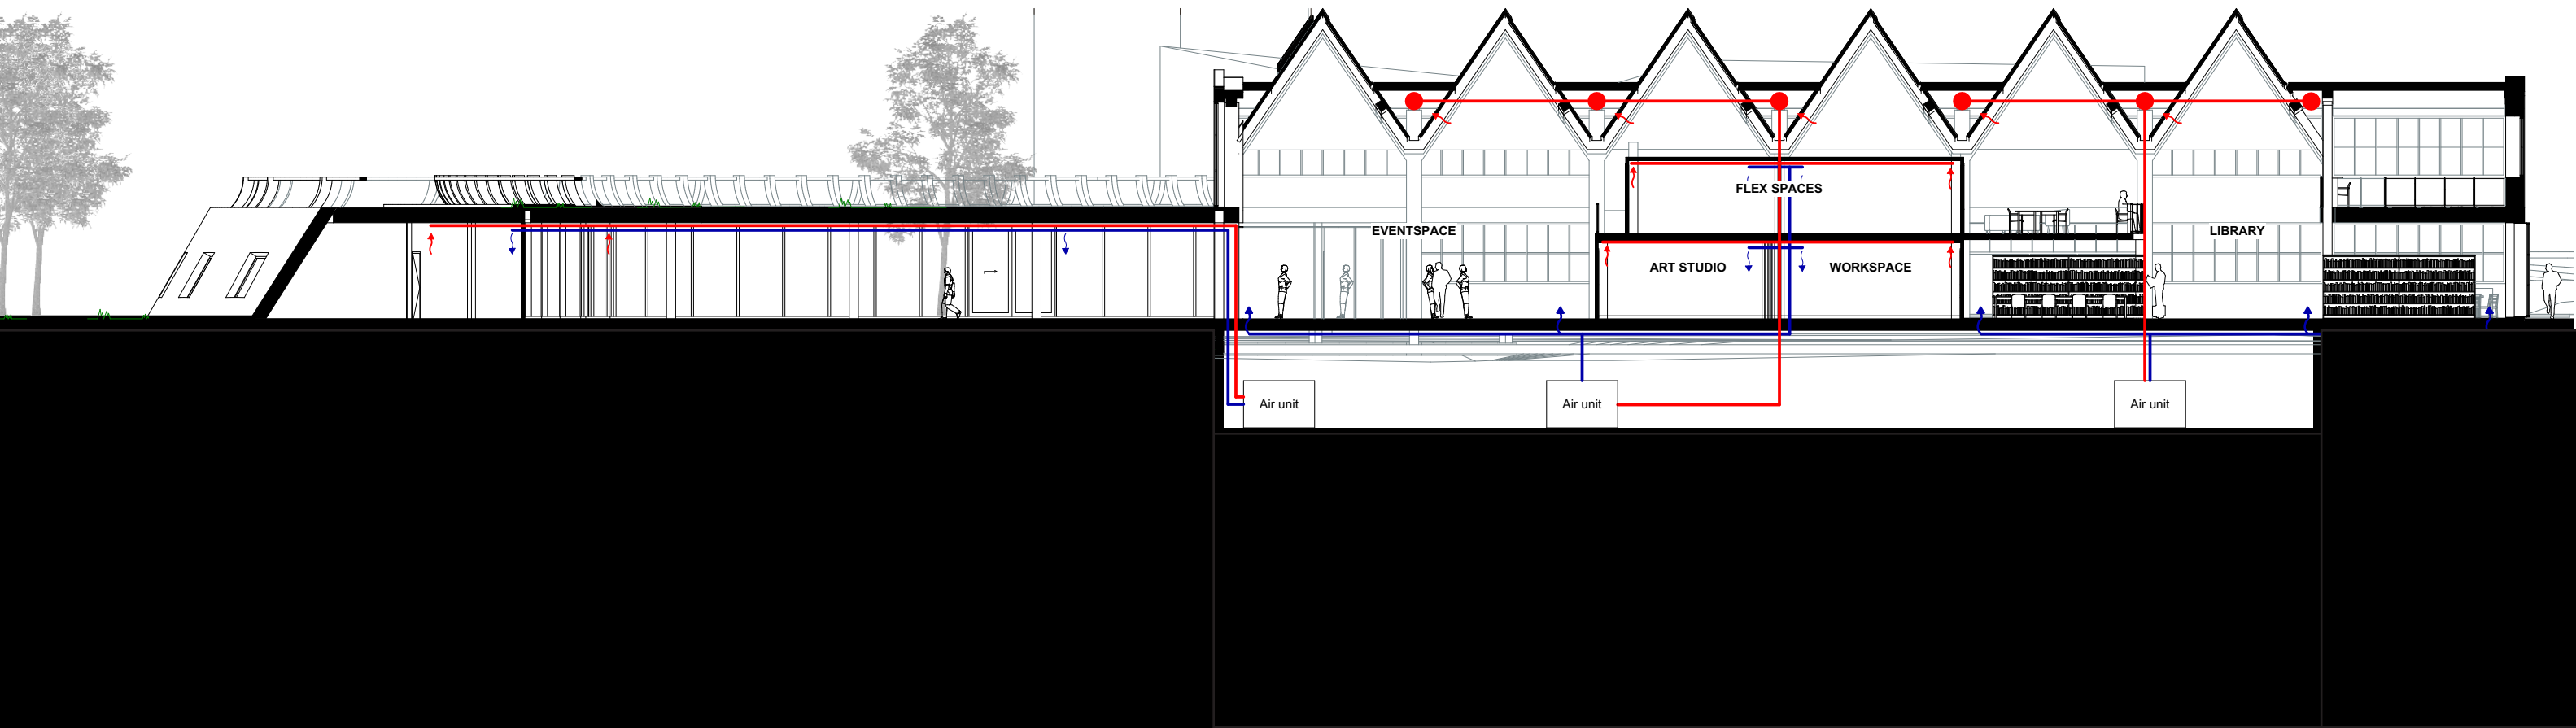 FLEX SPACES
EVENTSPACE
LIBRARY
ART STUDIO
WORKSPACE
Air unit
Air unit
Air unit